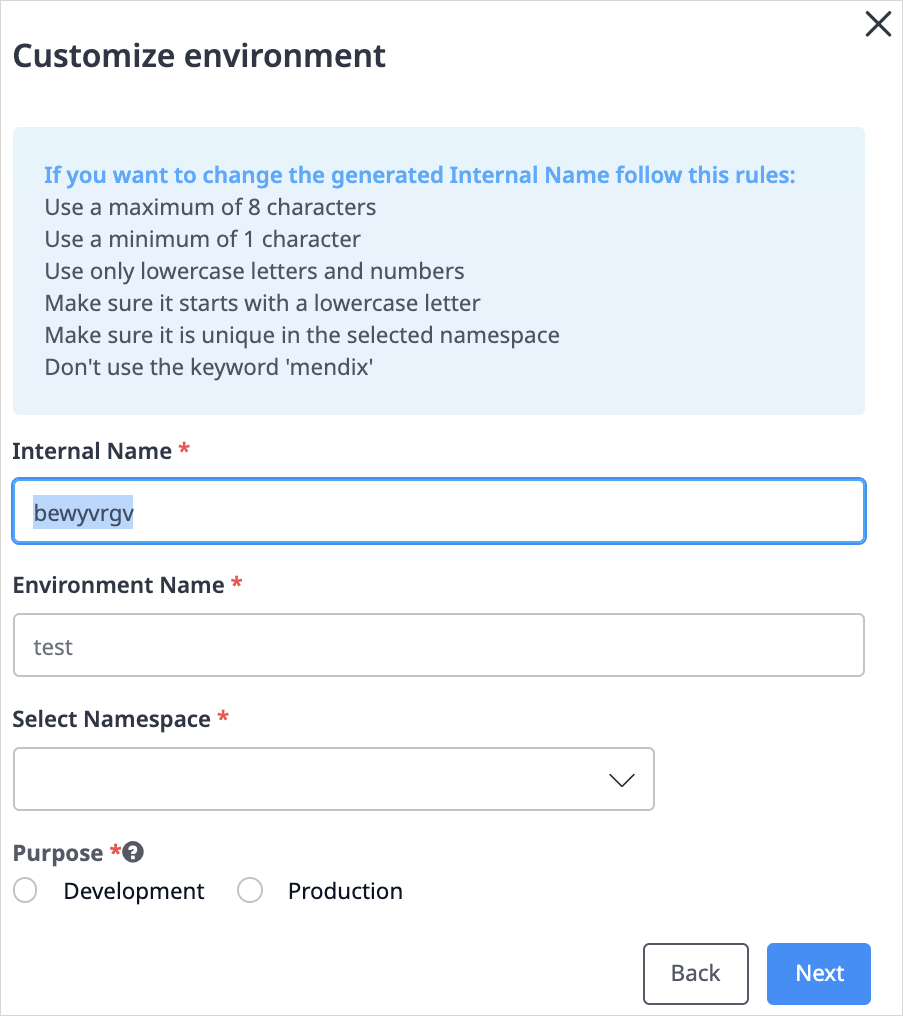 Customize environment
If you want to change the generated Internal Name follow this rules:
Use a maximum of 8 characters
Use a minimum of 1 character
Use only lowercase letters and numbers
Make sure it starts with a lowercase letter
Make sure it is unique in the selected namespace
Don't use the keyword 'mendix'
Internal Name *
bewyvrgv
Environment Name *
test
Select Namespace *
Purpose *?
Development Production
Back Next